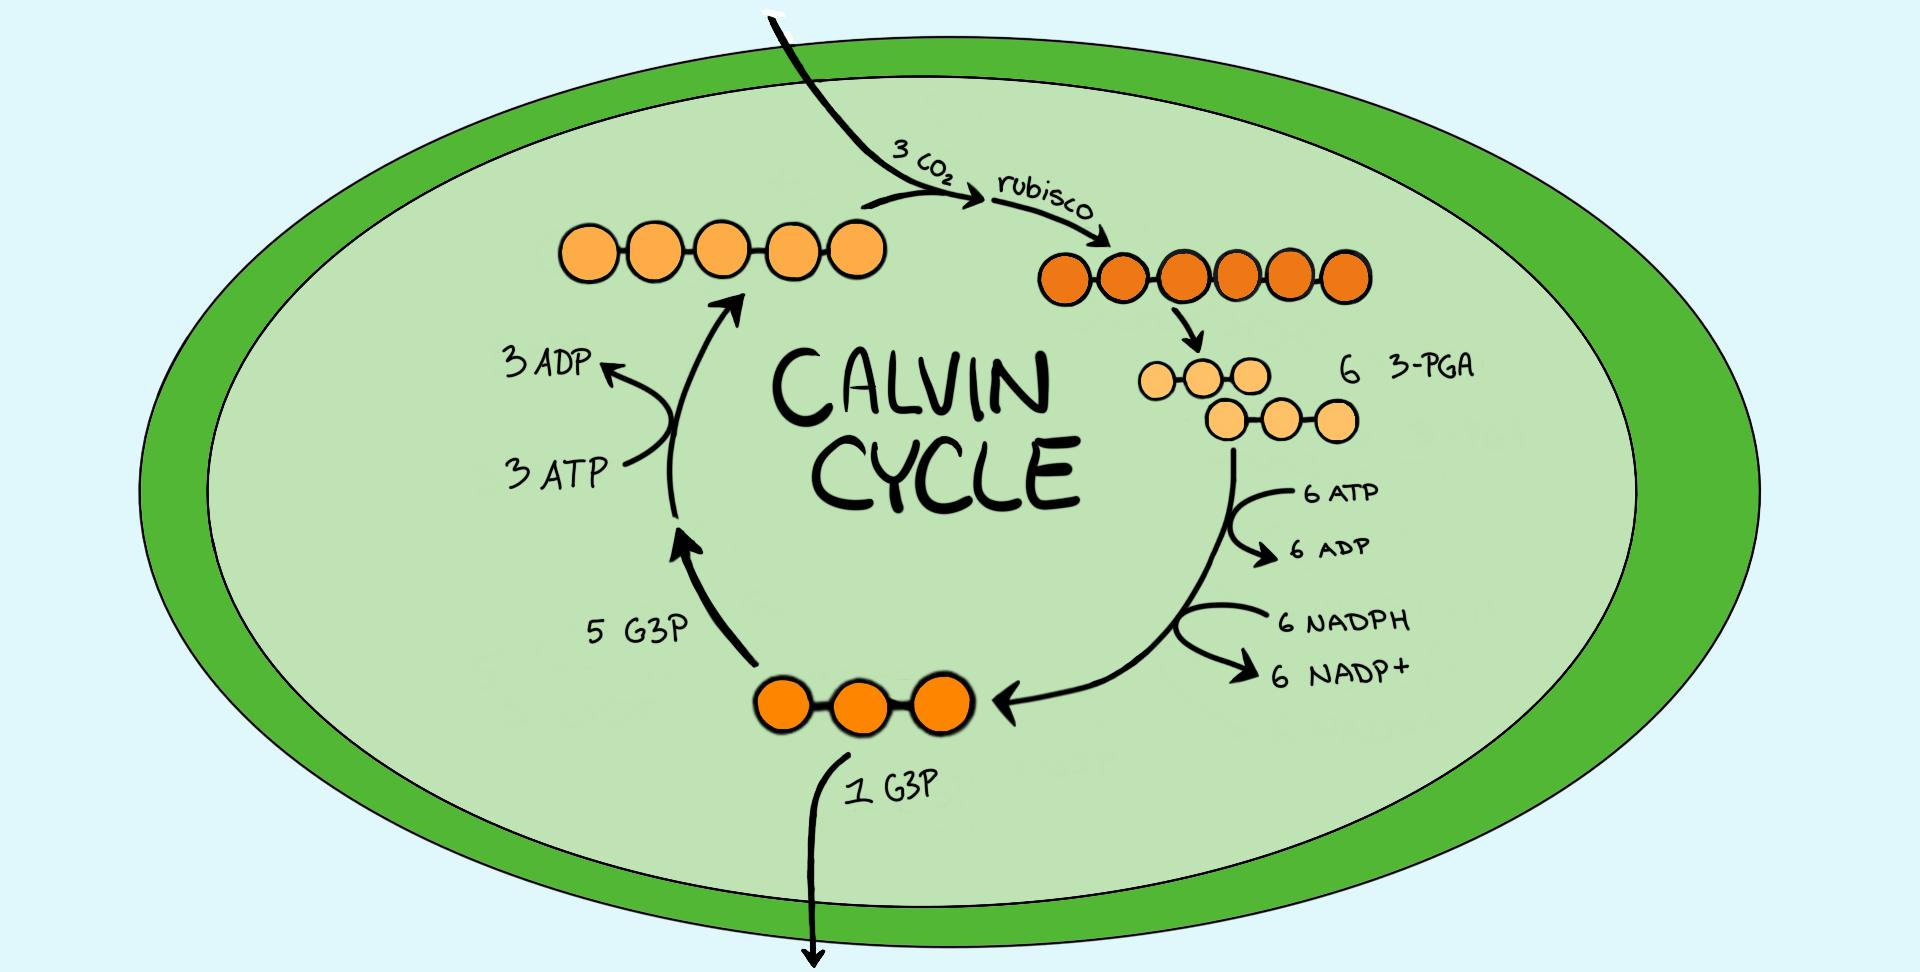 3 CO₂
rubisco
CALVIN
CYCLE
3 ADP
3 ATP
6 3-PGA
6 ATP
6 ADP
6 NADPH
6 NADP+
5 G3P
1 G3P